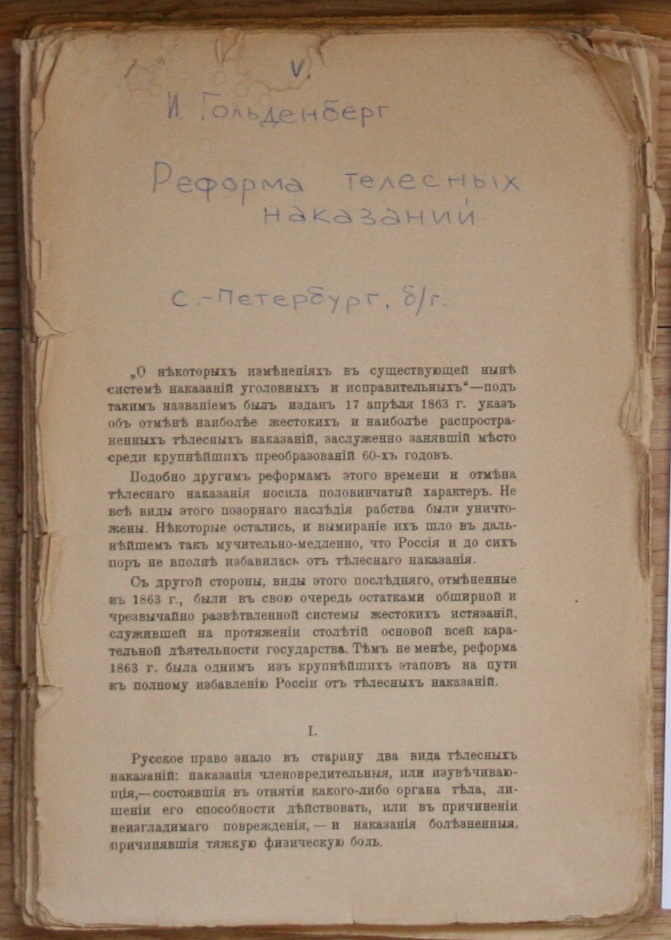 v.
И. Гольденберг
Реформа телесных
наказаний
С.-Петербург, б/г.
„О нѣкоторыхъ измѣненіяхъ въ существующей нынѣ
системѣ наказаній уголовныхъ и исправительныхъ“—подъ
такимъ названіемъ былъ изданъ 17 апрѣля 1863 г. указъ
объ отмѣнѣ наиболѣе жестокихъ и наиболѣе распростра-
ненныхъ тѣлесныхъ наказаній, заслуженно занявшій мѣсто
среди крупнѣйшихъ преобразованій 60-хъ годовъ.
Подобно другимъ реформамъ этого времени и отмѣна
тѣлеснаго наказанія носила половинчатый характеръ. Не
всѣ виды этого позорнаго наслѣдія рабства были уничто-
жены. Нѣкоторые остались, и вымираніе ихъ шло въ даль-
нѣйшемъ такъ мучительно-медленно, что Россія и до сихъ
поръ не вполнѣ избавилась отъ тѣлеснаго наказанія.
Съ другой стороны, виды этого послѣдняго, отмѣненные
въ 1863 г., были въ свою очередь остатками обширной и
чрезвычайно развѣтвленной системы жестокихъ истязаній,
служившей на протяженіи столѣтій основой всей кара-
тельной дѣятельности государства. Тѣмъ не менѣе, реформа
1863 г. была однимъ изъ крупнѣйшихъ этаповъ на пути
къ полному избавленію Россіи отъ тѣлесныхъ наказаній.
I.
Русское право знало въ старину два вида тѣлесныхъ
наказаній: наказанія членовредительныя, или изувѣчиваю-
щія,—состоявшія въ отнятіи какого-либо органа тѣла, ли-
шеніи его способности дѣйствовать, или въ причиненіи
неизгладимаго поврежденія,—и наказанія болѣзненныя,
причинявшія тяжкую физическую боль.